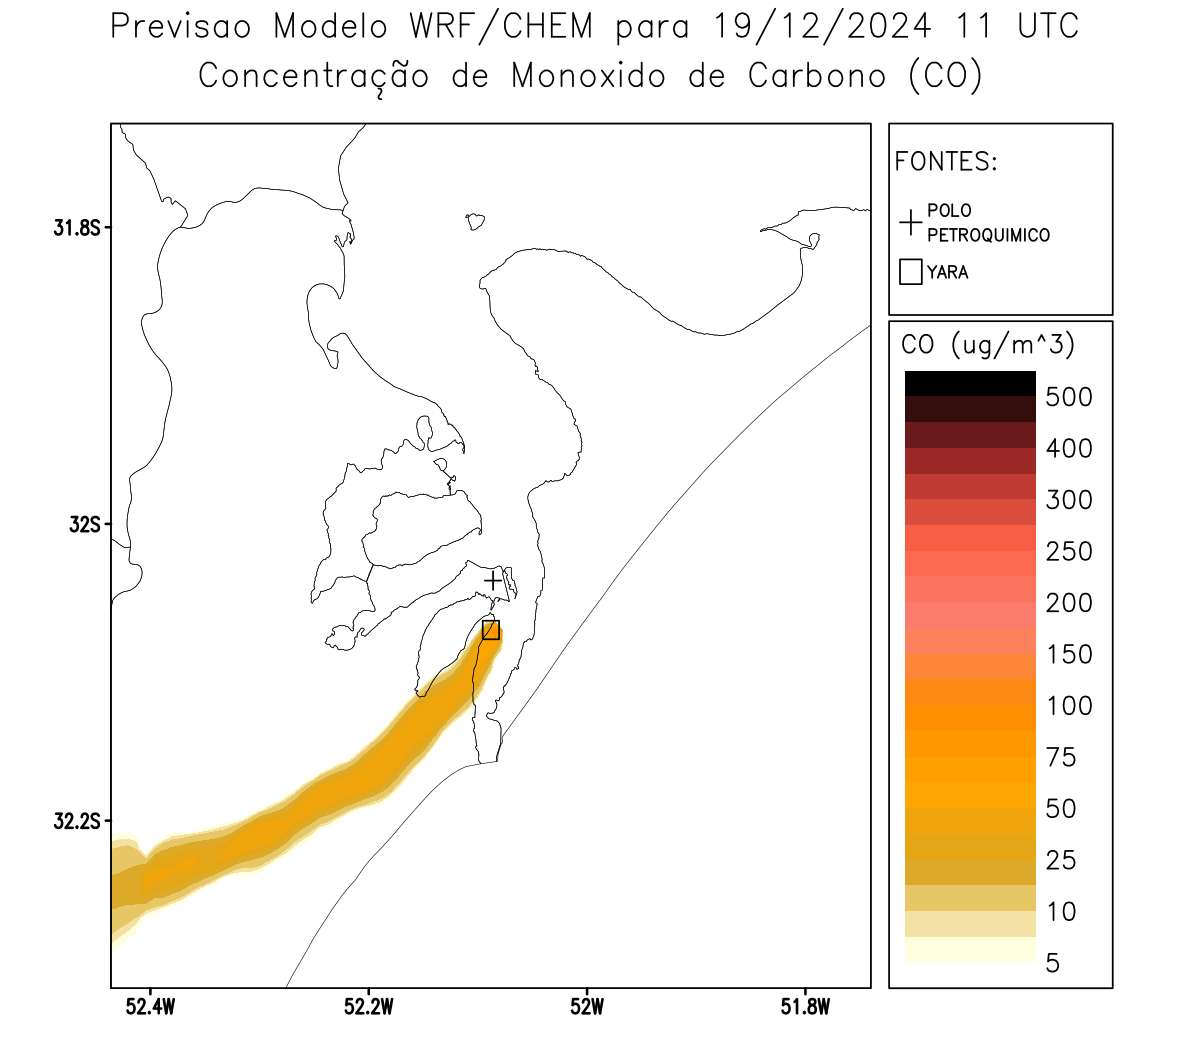 Previsao Modelo WRF/CHEM para 19/12/2024 11 UTC
Concentração de Monoxido de Carbono (CO)
FONTES:
POLO
PETROQUIMICO
YARA
CO (ug/m^3)
500
400
300
250
200
150
100
75
50
25
10
5
31.8S
32S
32.2S
52.4W
52.2W
52W
51.8W